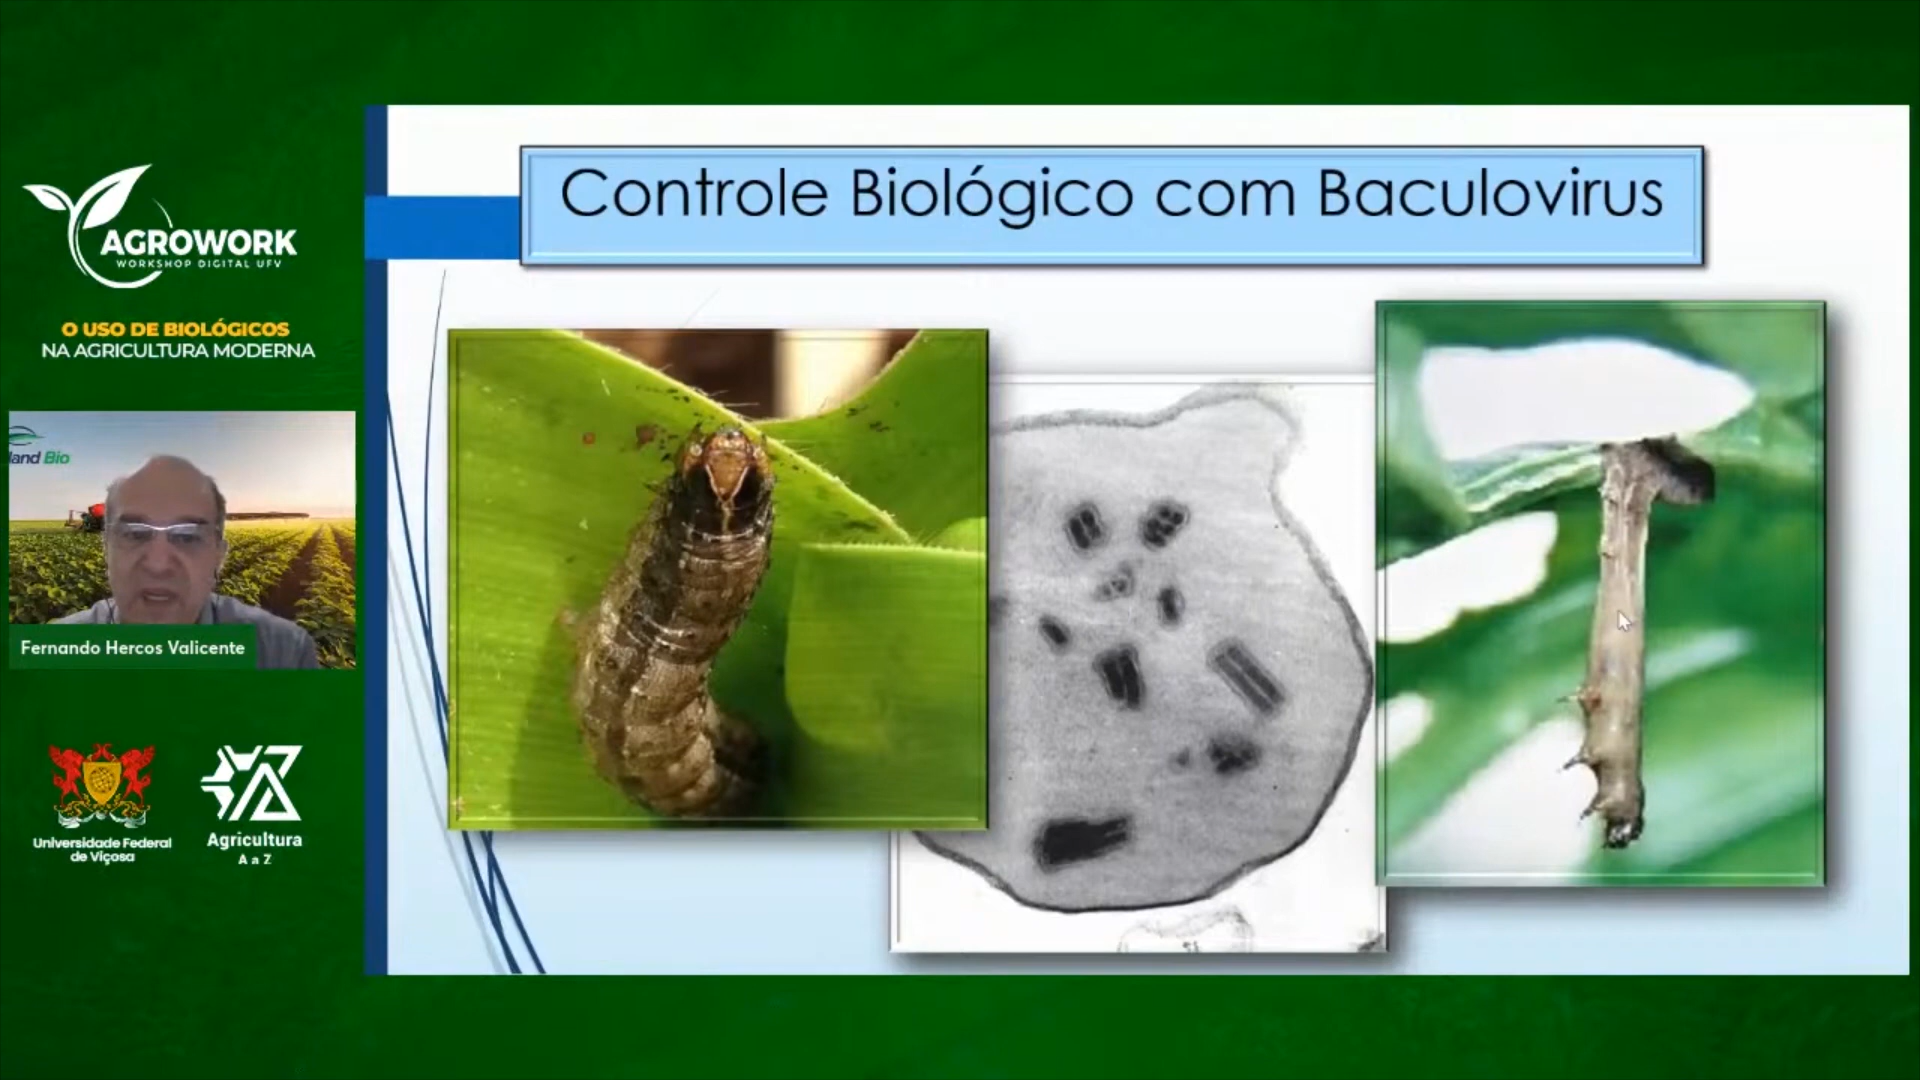 Controle Biológico com Baculovirus
AGROWORK
WORKSHOP DIGITAL UFV
O USO DE BIOLÓGICOS
NA AGRICULTURA MODERNA
land Bio
Fernando Hercos Valicente
Universidade Federal
de Viçosa
Agricultura
A a Z